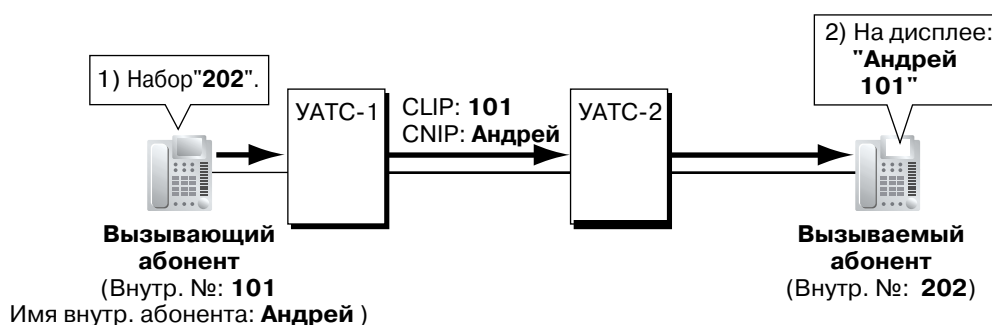 2) На дисплее:
"Андрей
101"
1) Набор"202".
УАТС-1
CLIP: 101
CNIP: Андрей
УАТС-2
Вызывающий
абонент
(Внутр. №: 101
Имя внутр. абонента: Андрей )
Вызываемый
абонент
(Внутр. №: 202)